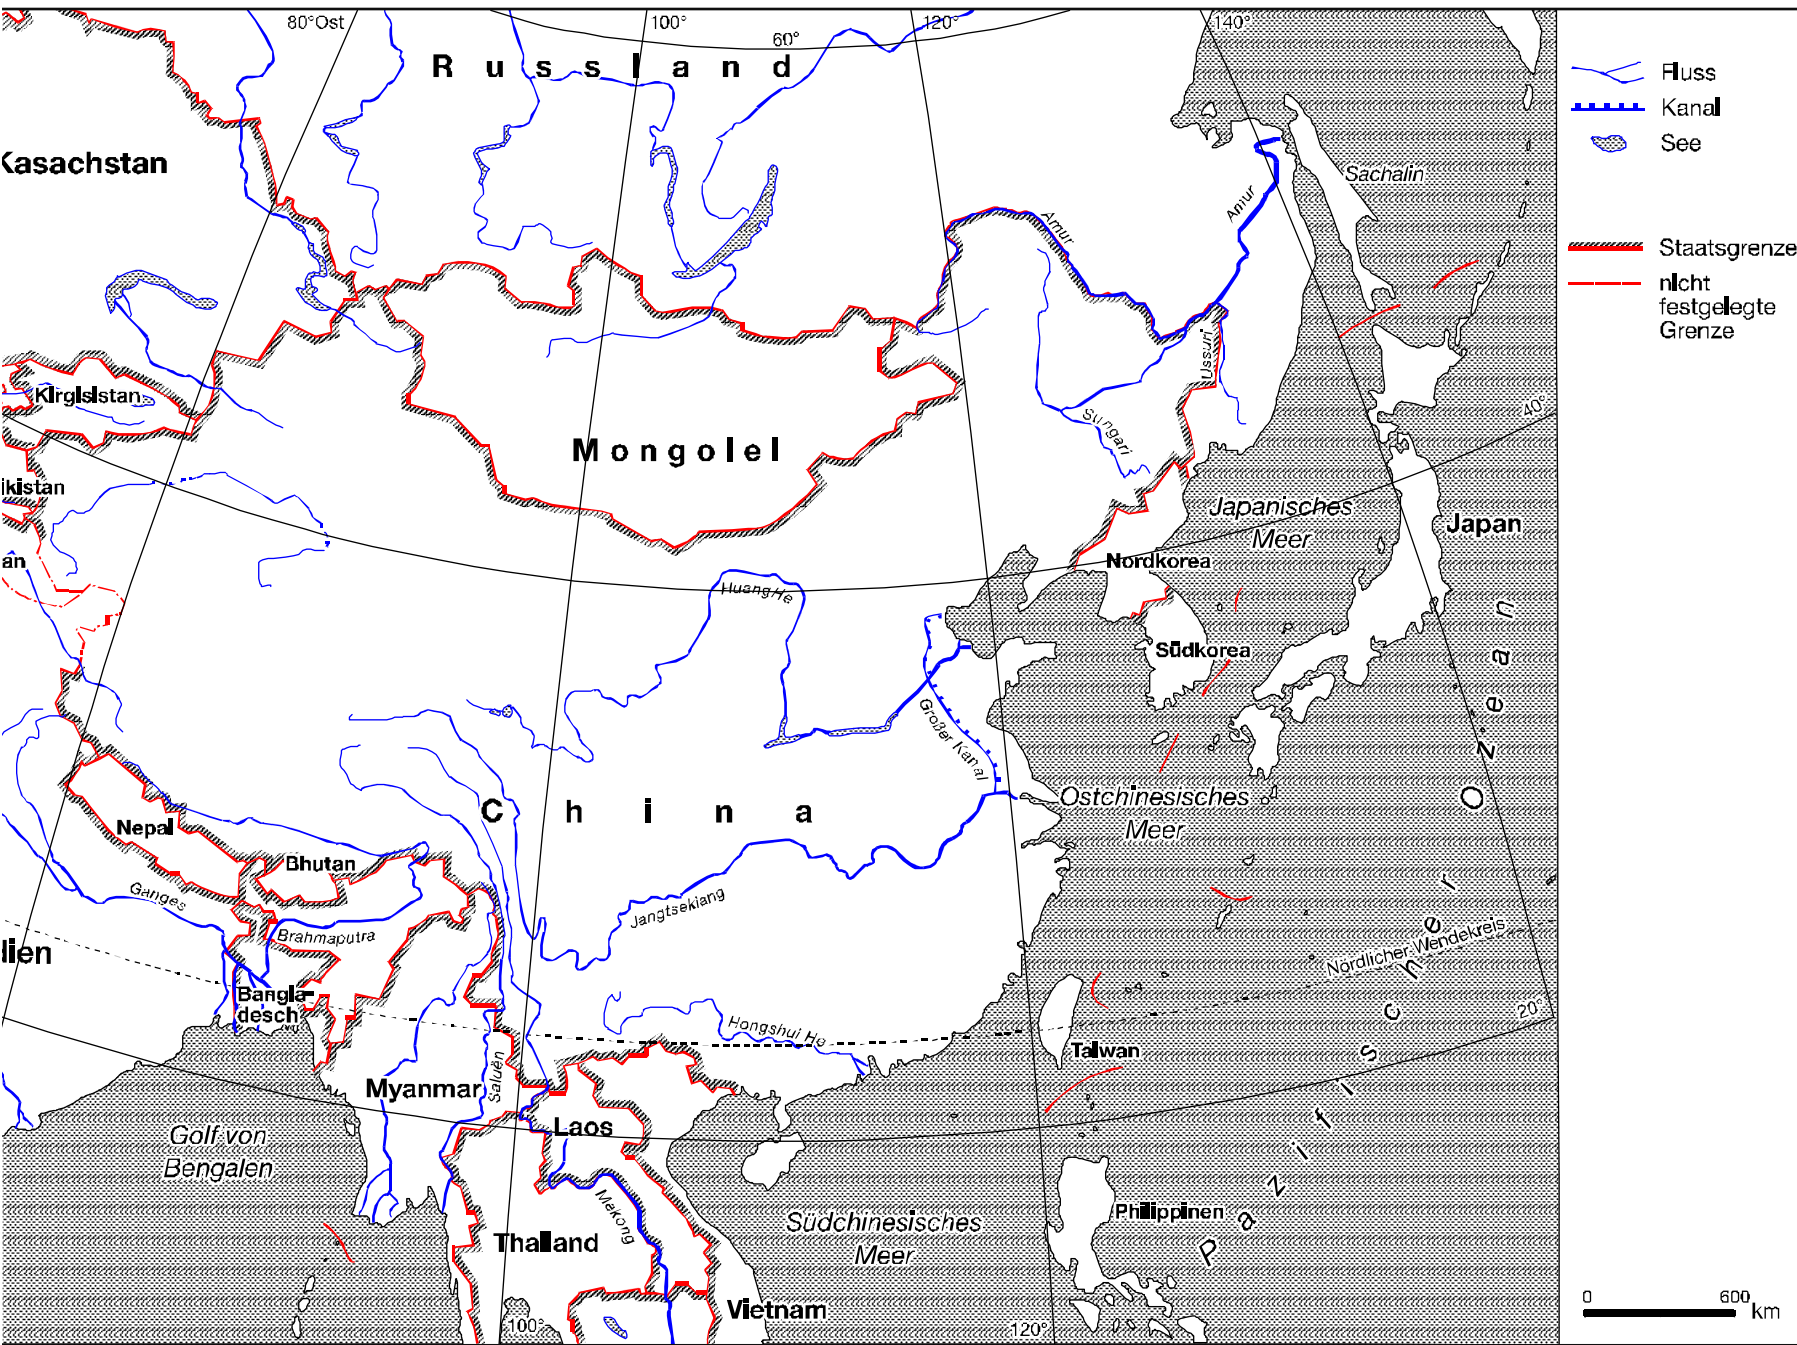 80°Ost
100°
120°
140°
60°
Russland
Fluss
Kanal
See
Kasachstan
Sachalin
Amur
Amur
Staatsgrenze
nicht
festgelegte
Grenze
Ussuri
Kirgisistan
40°
Sungari
Mongolei
ikistan
Japanisches
Meer
Japan
an
Nordkorea
Huang He
Südkorea
Großer Kanal
Ostchinesisches
Meer
China
Nepal
Bhutan
Ganges
Jangtsekiang
Brahmaputra
dien
Nördlicher Wendekreis
Pazifischer Ozean
Bangla-
desch
20°
Hongshui He
Taiwan
Myanmar
Saluën
Laos
Golf von
Bengalen
Mekong
Philippinen
Südchinesisches
Meer
Thailand
Vietnam
0 600
km
100°
120°